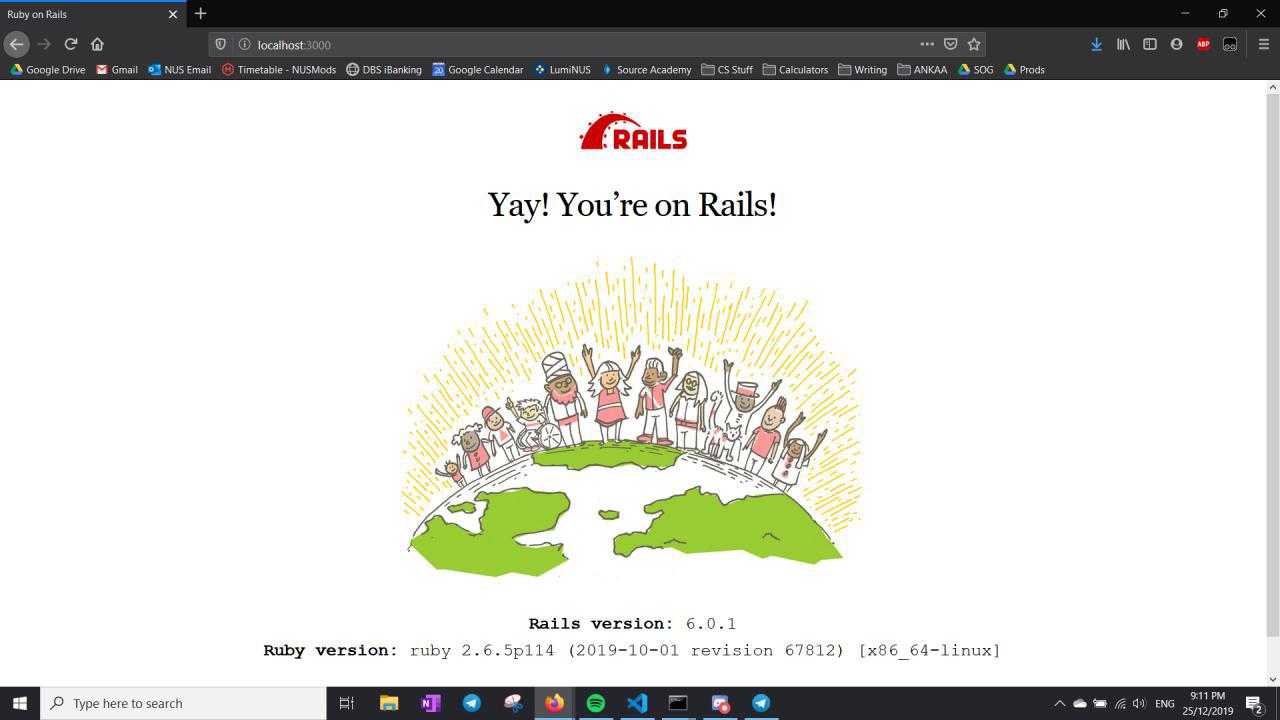 Ruby on Rails
localhost:3000
Google Drive Gmail NUS Email Timetable - NUSMods DBS iBanking 20 Google Calendar LumiNUS Source Academy CS Stuff Calculators Writing ANKAA SOG Prods
ABP
RAILS
Yay! You’re on Rails!
Rails version: 6.0.1
Ruby version: ruby 2.6.5p114 (2019-10-01 revision 67812) [x86_64-linux]
Type here to search
N
ENG
9:11 PM
25/12/2019
2